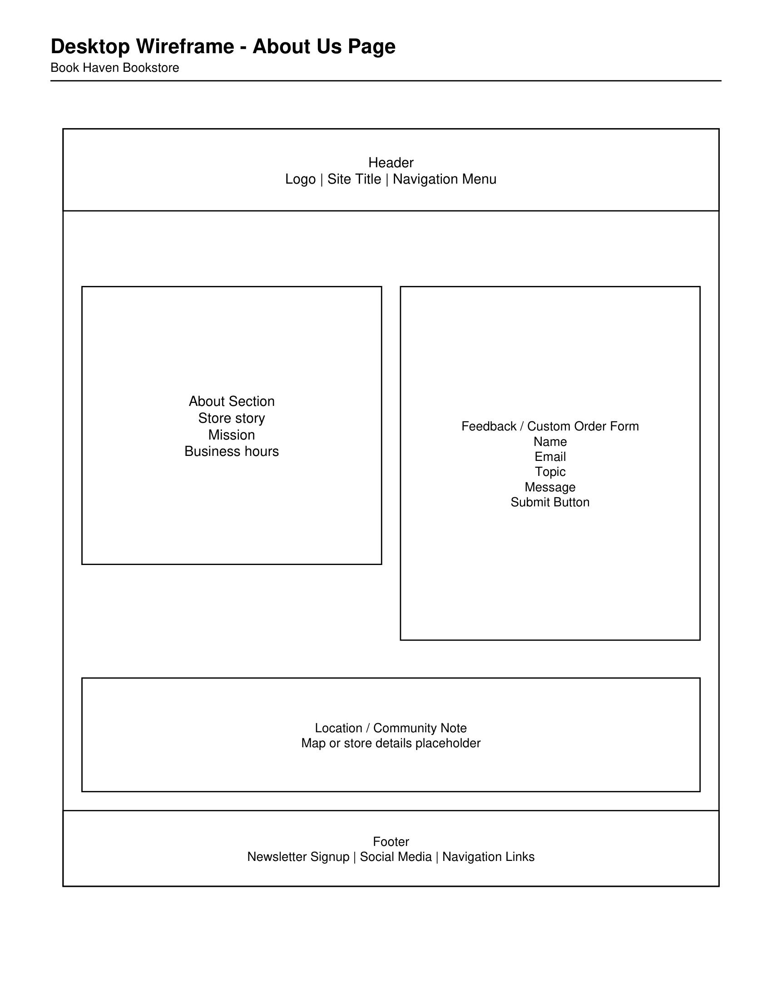 Desktop Wireframe - About Us Page
Book Haven Bookstore
Header
Logo | Site Title | Navigation Menu
About Section
Store story
Mission
Business hours
Feedback / Custom Order Form
Name
Email
Topic
Message
Submit Button
Location / Community Note
Map or store details placeholder
Footer
Newsletter Signup | Social Media | Navigation Links